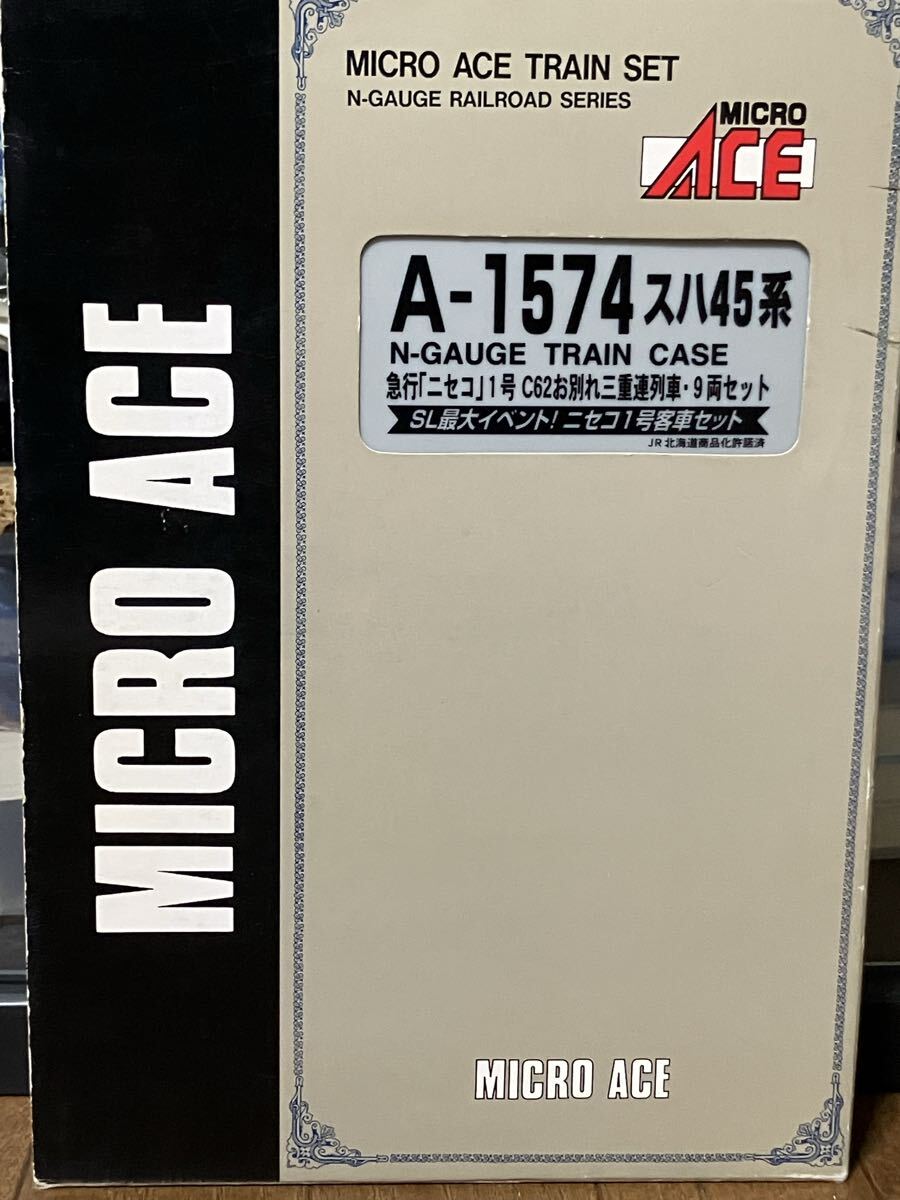 MICRO ACE TRAIN SET
N-GAUGE RAILROAD SERIES
MICRO
ACE
A-1574 スハ45系
N-GAUGE TRAIN CASE
急行「ニセコ」1号 C62お別れ三重連列車・9両セット
SL最大イベント! ニセコ1号客車セット
JR北海道商品化許諾済
MICRO ACE
MICRO ACE